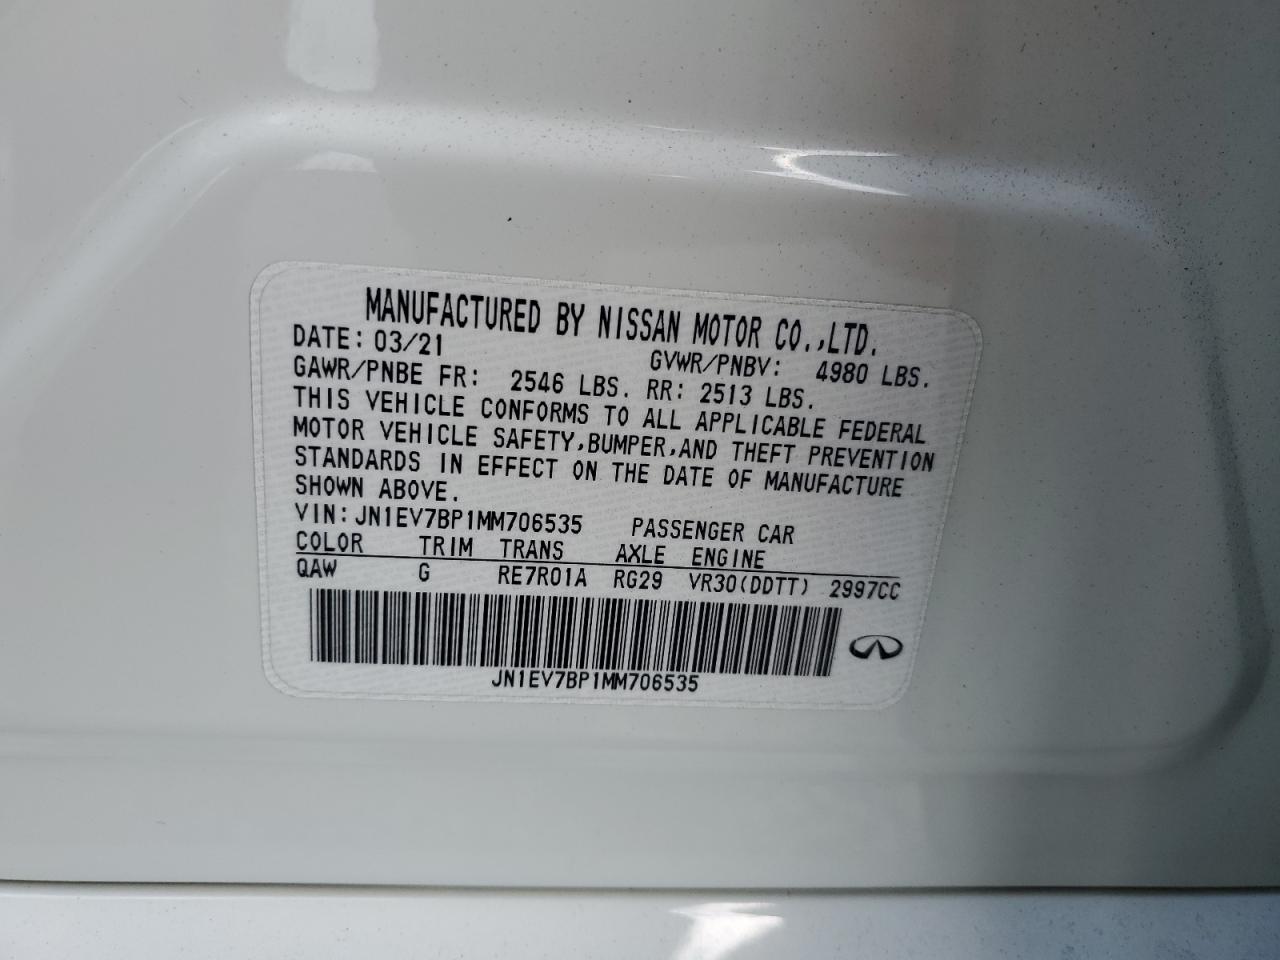 MANUFACTURED BY NISSAN MOTOR CO.,LTD.
DATE: 03/21 GVWR/PNBV: 4980 LBS.
GAWR/PNBE FR: 2546 LBS. RR: 2513 LBS.
THIS VEHICLE CONFORMS TO ALL APPLICABLE FEDERAL
MOTOR VEHICLE SAFETY,BUMPER,AND THEFT PREVENTION
STANDARDS IN EFFECT ON THE DATE OF MANUFACTURE
SHOWN ABOVE.
VIN: JN1EV7BP1MM706535 PASSENGER CAR
COLOR TRIM TRANS AXLE ENGINE
QAW G RE7R01A RG29 VR30(DDTT) 2997CC
JN1EV7BP1MM706535